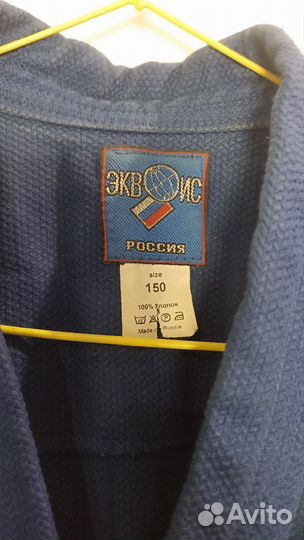 ЭКВ ИС
РОССИЯ
size
150
100% Хлопок
Made in Russia
Avito